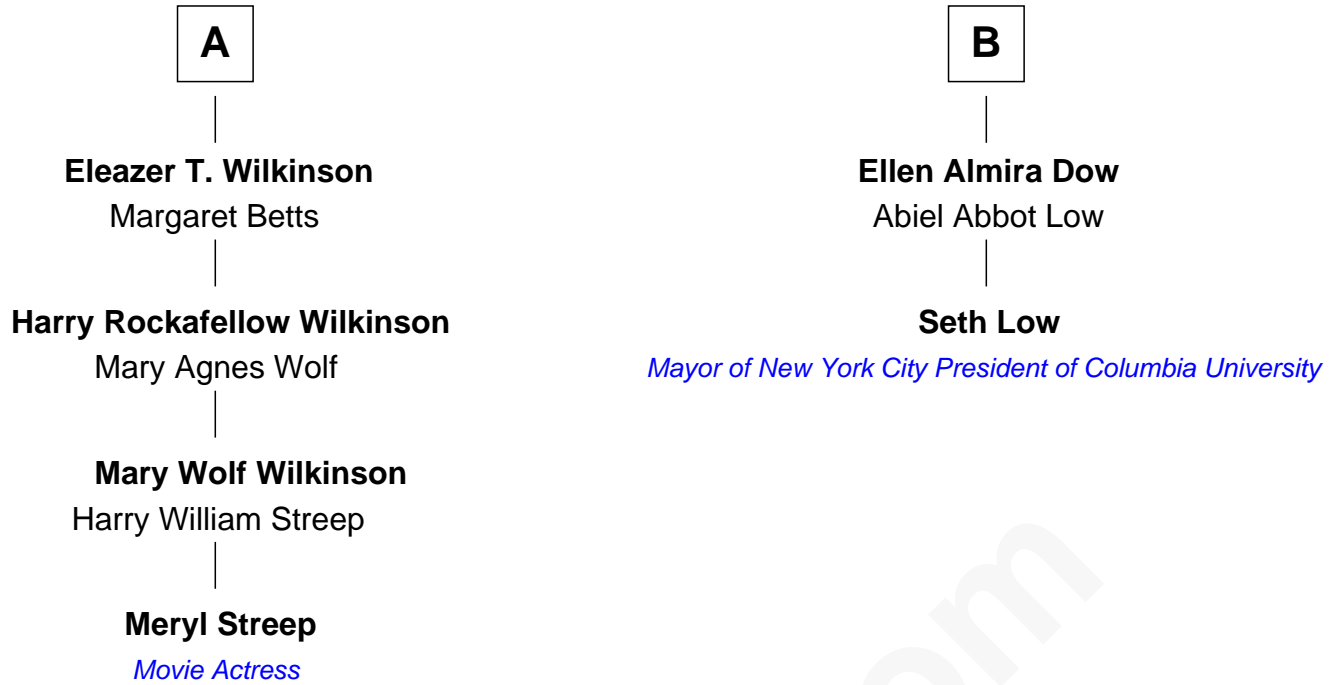 A
Eleazer T. Wilkinson
Margaret Betts
Harry Rockafellow Wilkinson
Mary Agnes Wolf
Mary Wolf Wilkinson
Harry William Streep
Meryl Streep
Movie Actress
B
Ellen Almira Dow
Abiel Abbot Low
Seth Low
Mayor of New York City President of Columbia University
om